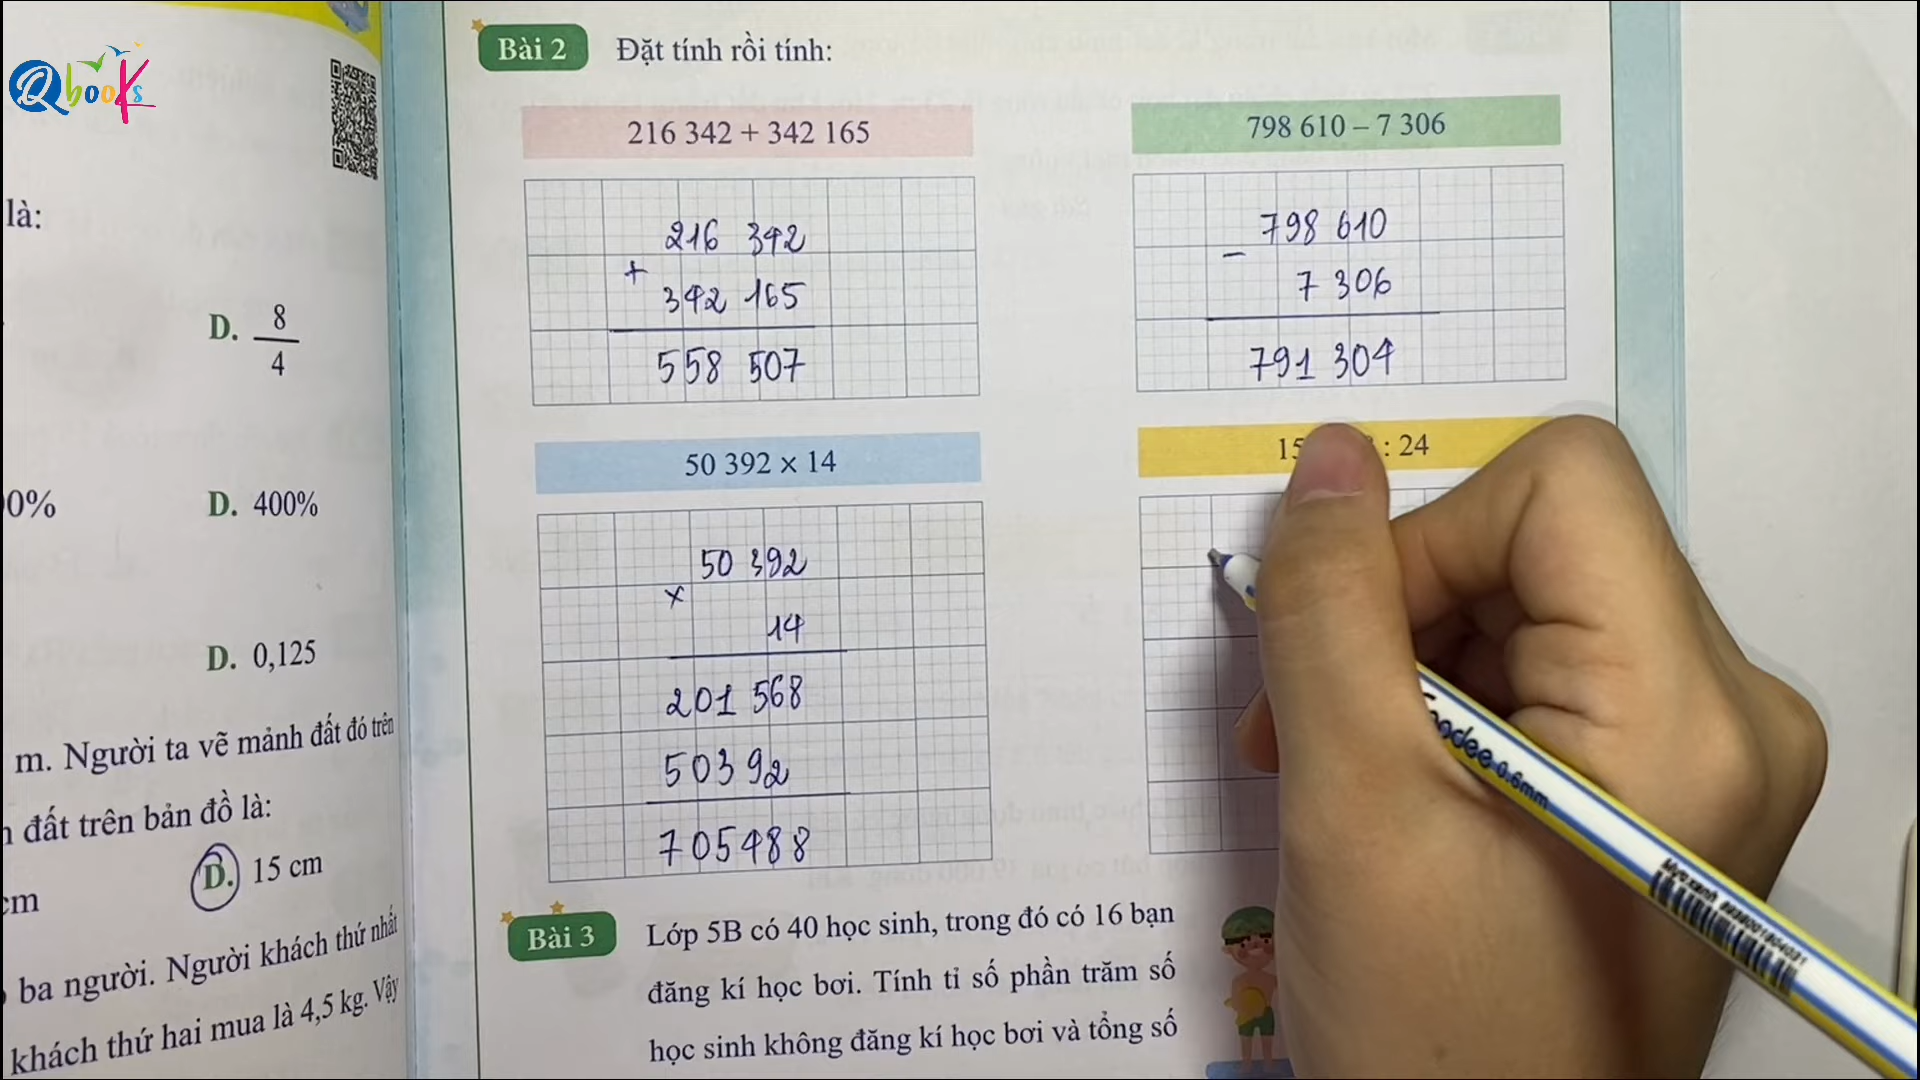 Qbooks
là:
D. 8/4
00%
D. 400%
D. 0,125
m. Người ta vẽ mảnh đất đó trên
đất trên bản đồ là:
cm
D. 15 cm
ba người. Người khách thứ nhất
khách thứ hai mua là 4,5 kg. Vậy
Bài 2 Đặt tính rồi tính:
216 342 + 342 165
216 342
+
342 165
558 507
798 610 – 7 306
798 610
–
7 306
791 304
50 392 × 14
50 392
×
14
201 568
50392
705488
: 24
Bài 3 Lớp 5B có 40 học sinh, trong đó có 16 bạn
đăng kí học bơi. Tính tỉ số phần trăm số
học sinh không đăng kí học bơi và tổng số
0.6mm